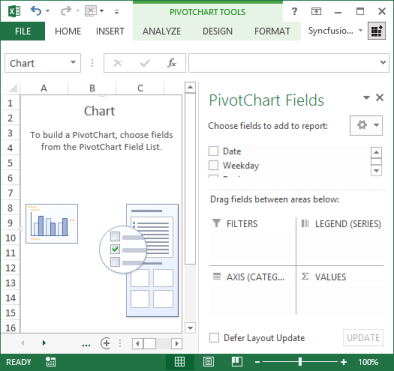 PIVOTCHART TOOLS
FILE HOME INSERT ANALYZE DESIGN FORMAT Syncfusio...
Chart
A B C
1
2
3
4
5
6
7
8
9
10
11
12
13
14
15
16
Chart
To build a PivotChart, choose fields
from the PivotChart Field List.
PivotChart Fields
Choose fields to add to report:
Date
Weekday
Drag fields between areas below:
FILTERS
LEGEND (SERIES)
AXIS (CATEG...
VALUES
Defer Layout Update
UPDATE
READY
100%